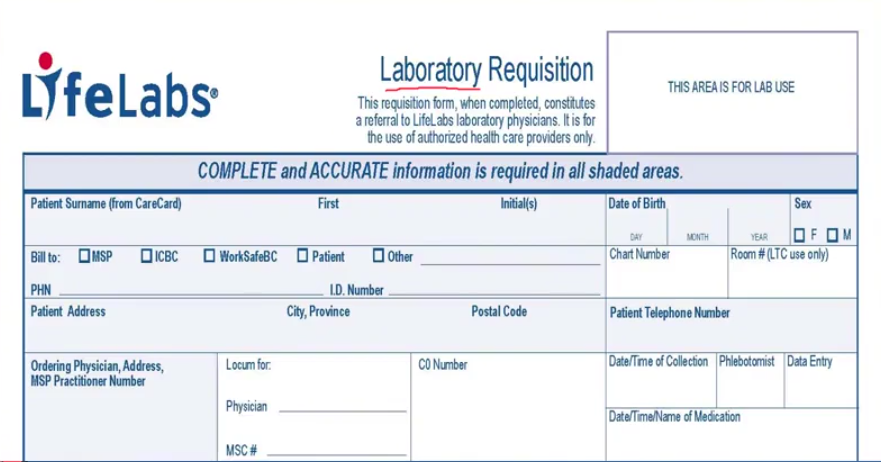 LifeLabs®
Laboratory Requisition
This requisition form, when completed, constitutes
a referral to LifeLabs laboratory physicians. It is for
the use of authorized health care providers only.
THIS AREA IS FOR LAB USE
COMPLETE and ACCURATE information is required in all shaded areas.
Patient Surname (from CareCard) First Initial(s) Date of Birth Sex
DAY MONTH YEAR F M
Bill to: MSP ICBC WorkSafeBC Patient Other
Chart Number Room # (LTC use only)
PHN I.D. Number
Patient Address City, Province Postal Code Patient Telephone Number
Ordering Physician, Address,
MSP Practitioner Number
Locum for:
Physician
MSC #
C0 Number
Date/Time of Collection Phlebotomist Data Entry
Date/Time/Name of Medication